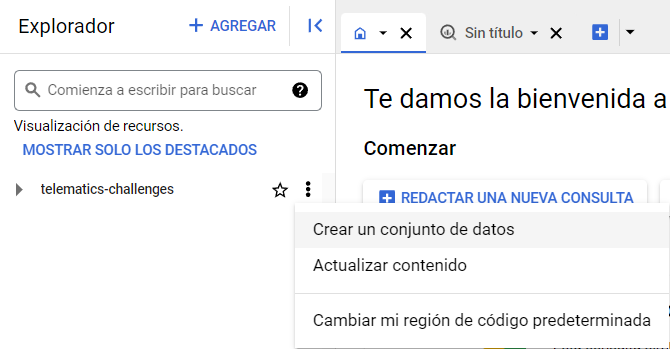 Explorador
AGREGAR
Sin título
Comienza a escribir para buscar
Visualización de recursos.
MOSTRAR SOLO LOS DESTACADOS
telematics-challenges
Te damos la bienvenida a
Comenzar
REDACTAR UNA NUEVA CONSULTA
Crear un conjunto de datos
Actualizar contenido
Cambiar mi región de código predeterminada